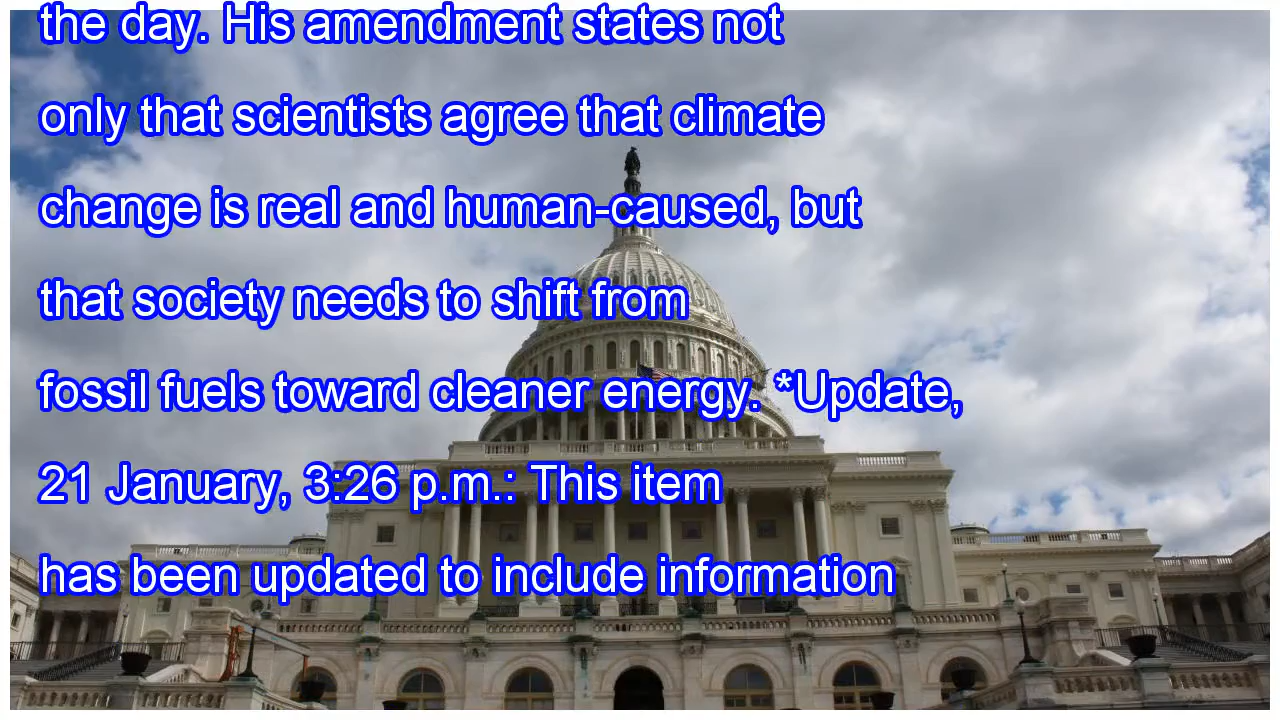 the day. His amendment states not
only that scientists agree that climate
change is real and human-caused, but
that society needs to shift from
fossil fuels toward cleaner energy. *Update,
21 January, 3:26 p.m.: This item
has been updated to include information